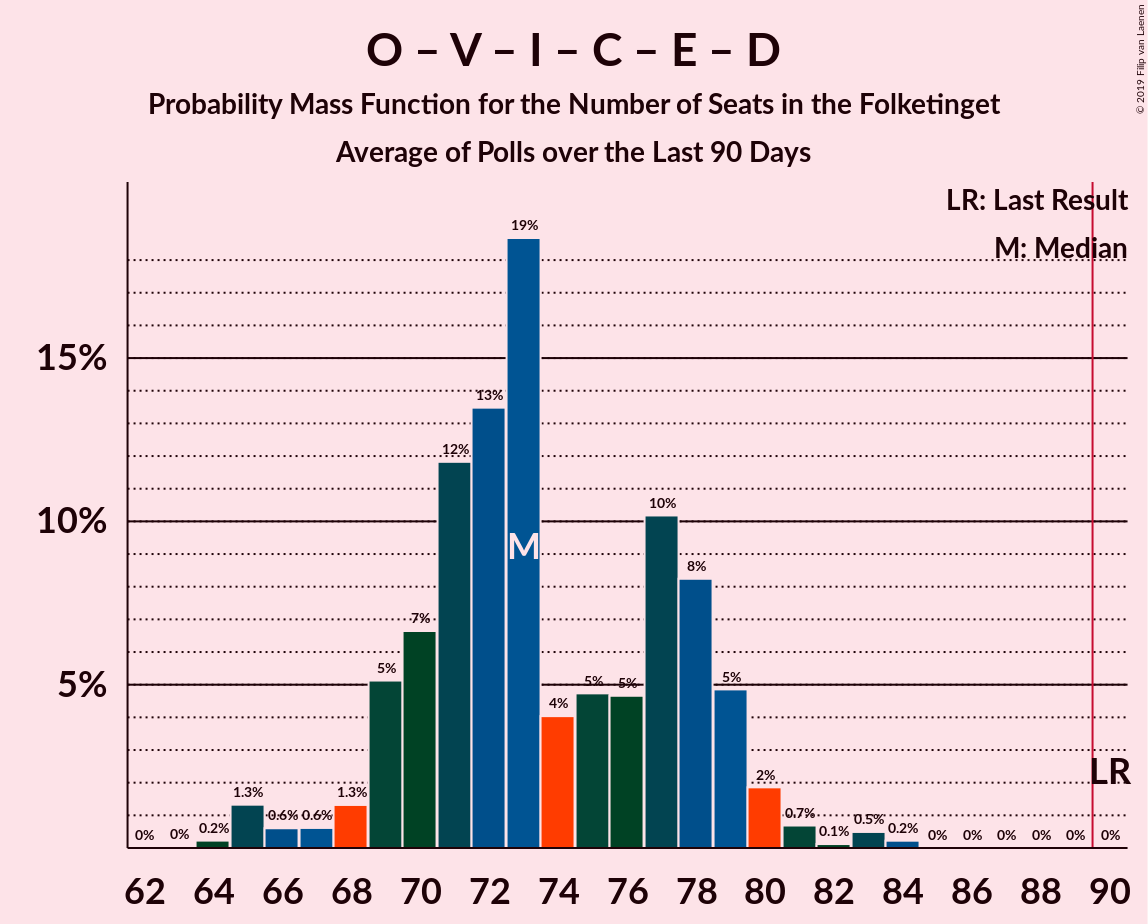 O – V – I – C – E – D
Probability Mass Function for the Number of Seats in the Folketinget
Average of Polls over the Last 90 Days
© 2019 Filip van Laenen
LR: Last Result
M: Median
15%
10%
5%
0% 0% 0.2% 1.3% 0.6% 0.6% 1.3% 5% 7% 12% 13% 19% 4% 5% 5% 10% 8% 5% 2% 0.7% 0.1% 0.5% 0.2% 0% 0% 0% 0% 0% 0%
M
LR
62 64 66 68 70 72 74 76 78 80 82 84 86 88 90